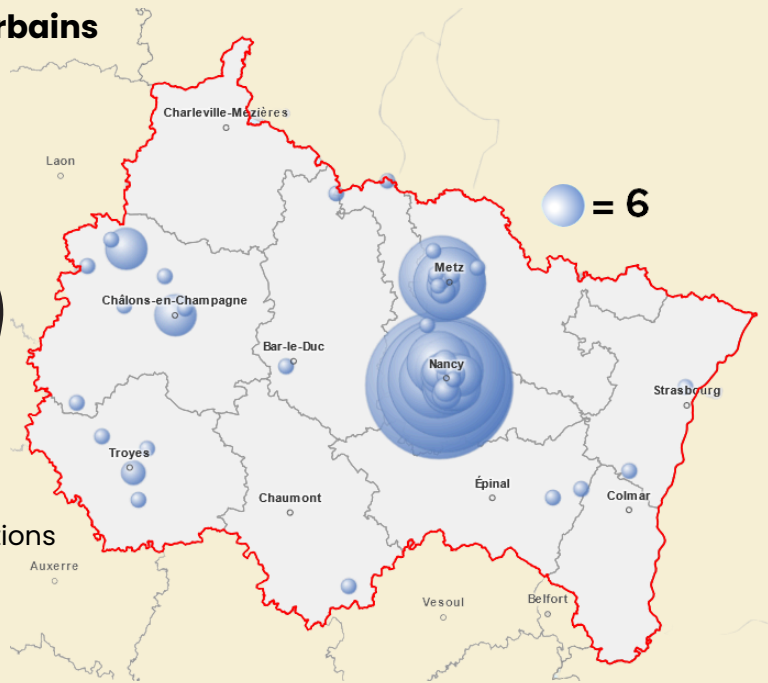 rbains
Charleville-Mézières
Laon
= 6
Metz
Châlons-en-Champagne
Bar-le-Duc
Nancy
Strasbourg
Troyes
Épinal
Chaumont
Colmar
tions
Auxerre
Vesoul
Belfort